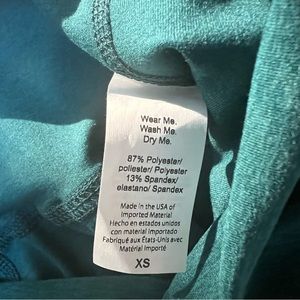 Wear Me.
Wash Me.
Dry Me.
87% Polyester/
poliester/ Polyester
13% Spandex/
elastano/ Spandex
Made in the USA of
Imported Material
Hecho en estados unidos
con material importado
Fabriqué aux États-Unis avec
Matériel Importé
XS